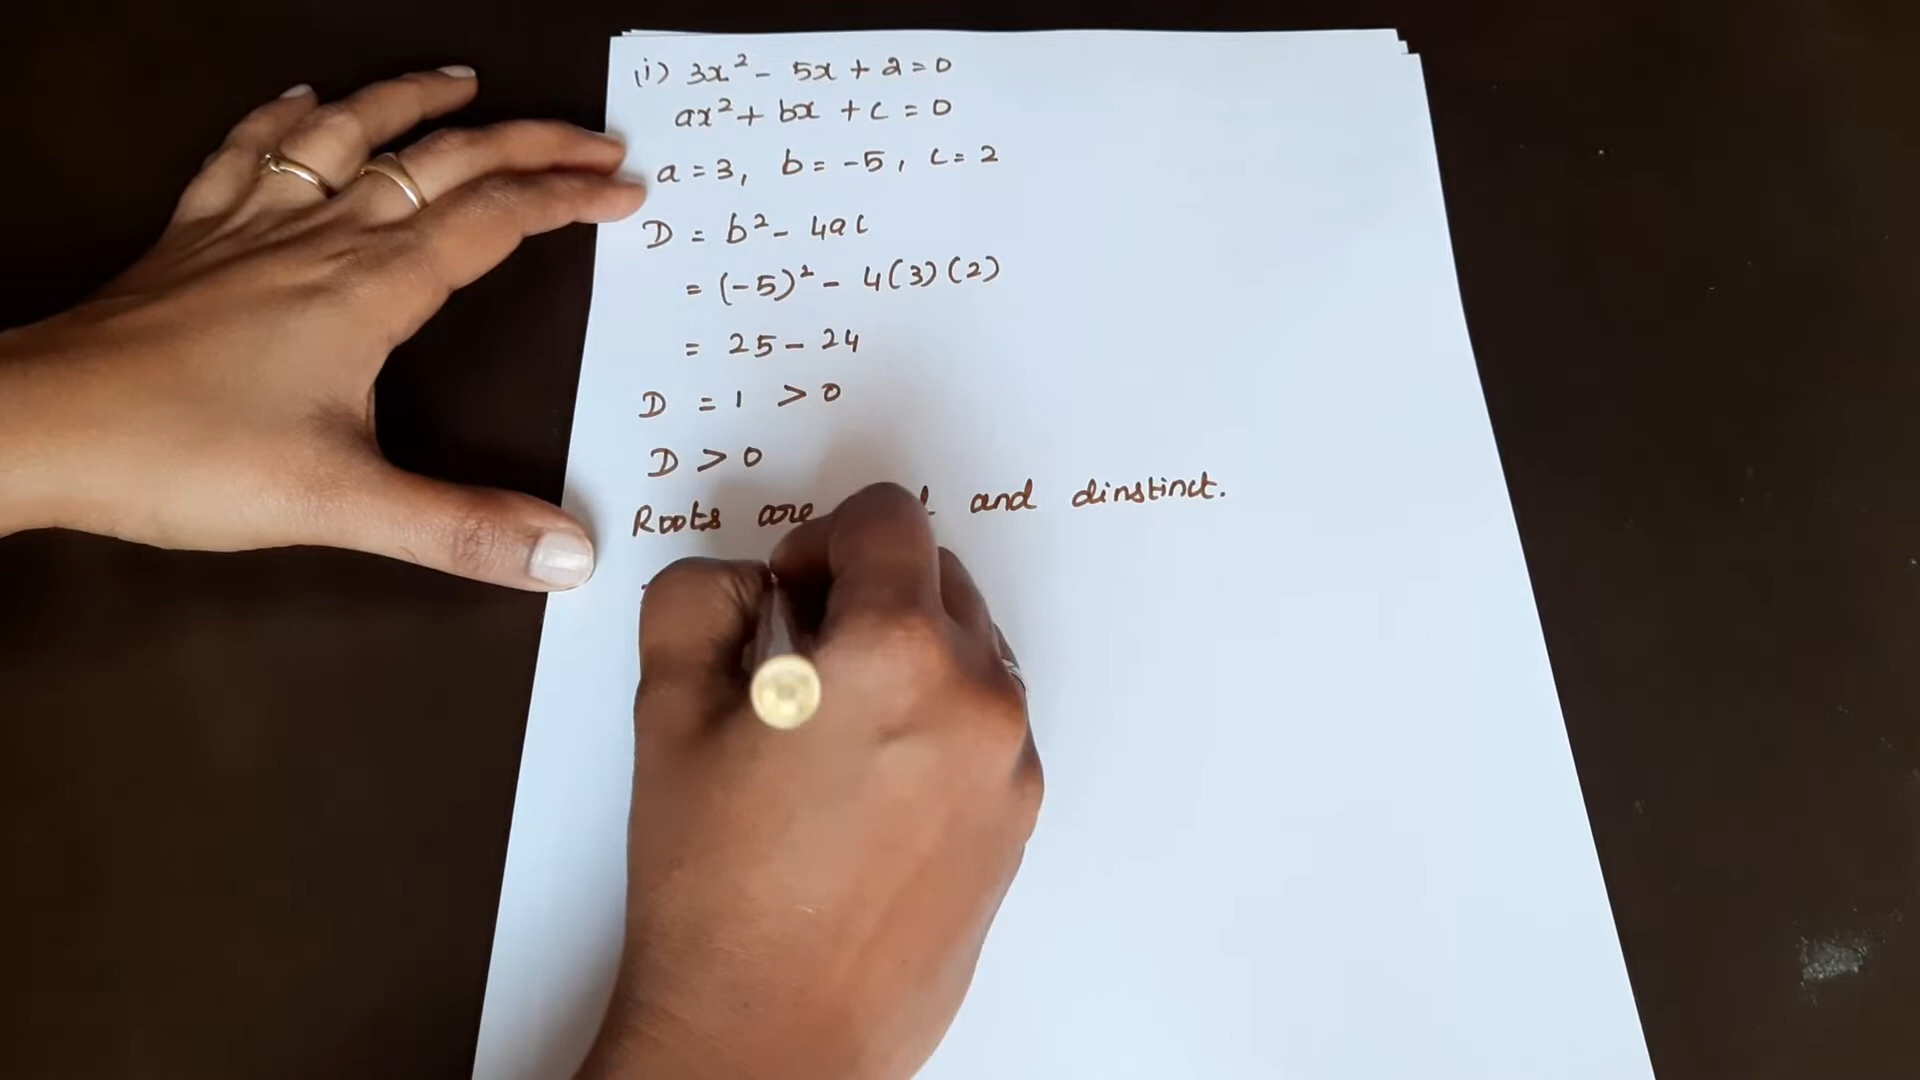 (i) 3x² - 5x + 2 = 0
ax² + bx + c = 0
a = 3, b = -5, c = 2
D = b² - 4ac
= (-5)² - 4(3)(2)
= 25 - 24
D = 1 > 0
D > 0
Roots are and dinstinct.